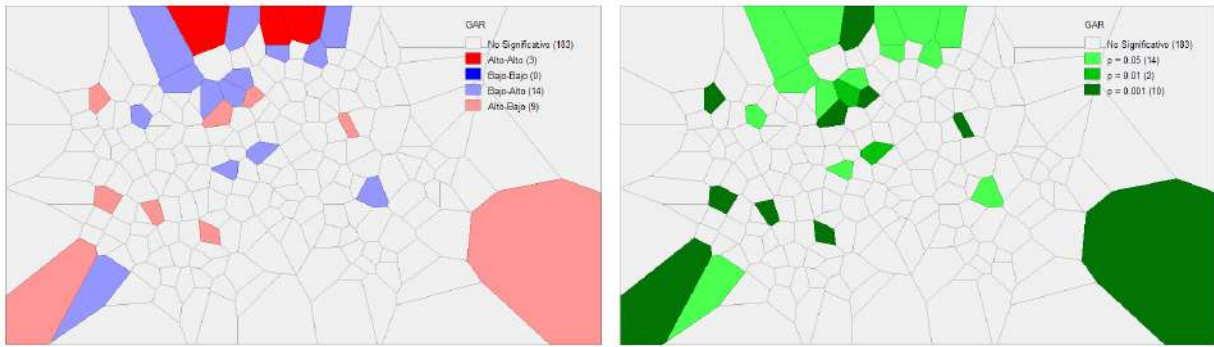 GAR
No Significativo (183)
Alto-Alto (3)
Bajo-Bajo (0)
Bajo-Alto (14)
Alto-Bajo (9)
GAR
No Significativo (183)
p = 0.05 (14)
p = 0.01 (2)
p = 0.001 (10)